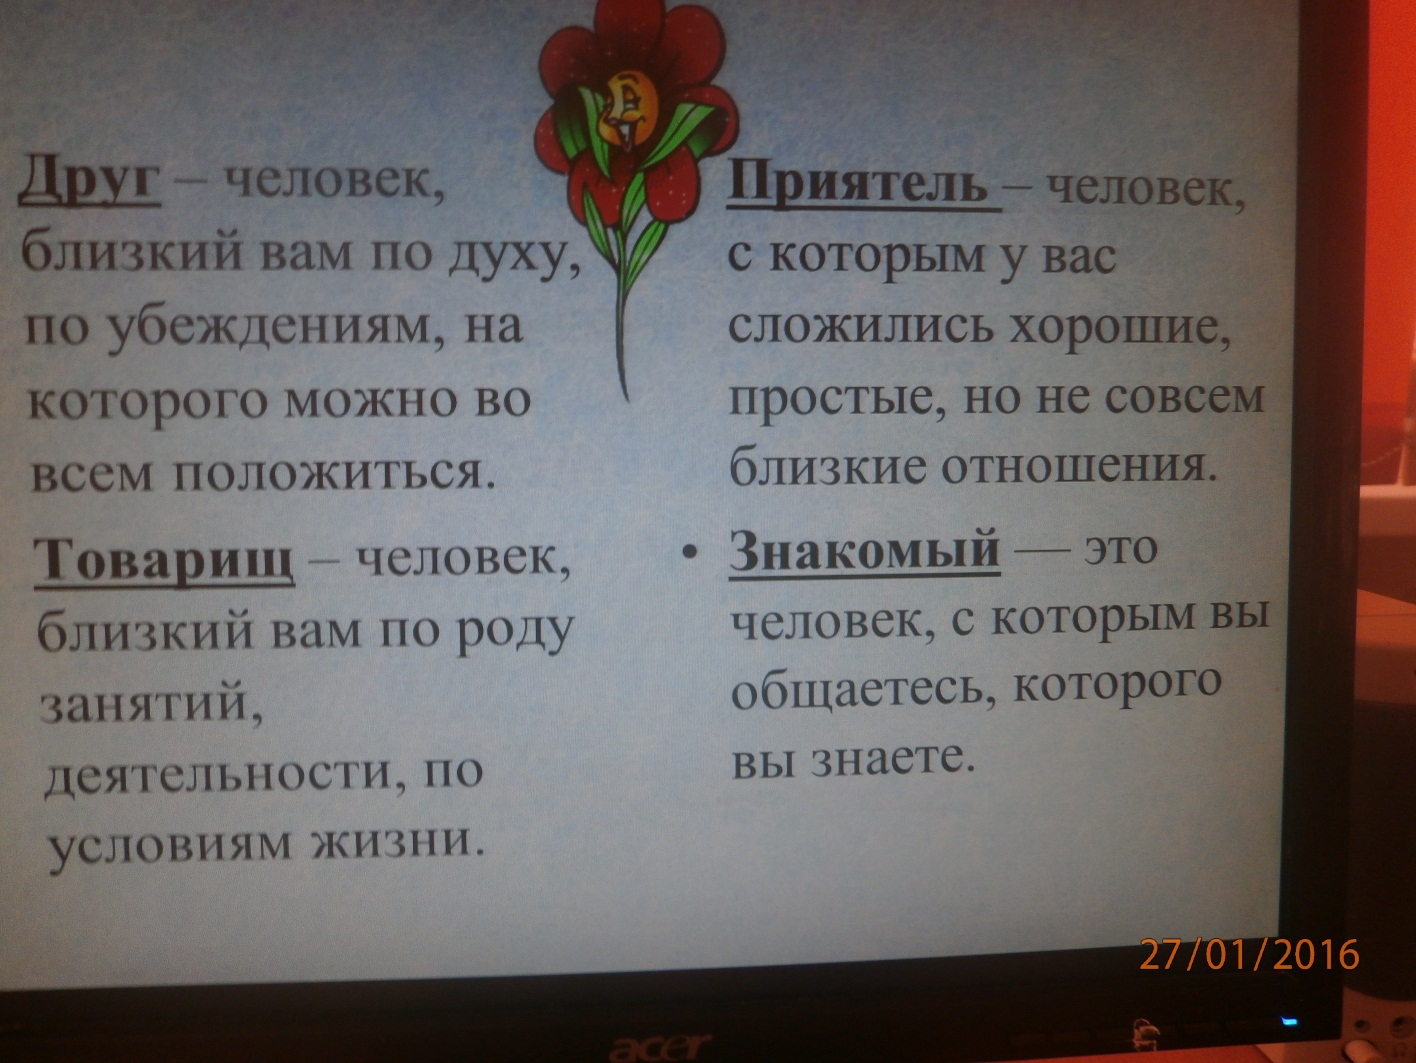 Друг – человек,
близкий вам по духу,
по убеждениям, на
которого можно во
всем положиться.
Товарищ – человек,
близкий вам по роду
занятий,
деятельности, по
условиям жизни.
Приятель – человек,
с которым у вас
сложились хорошие,
простые, но не совсем
близкие отношения.
• Знакомый — это
человек, с которым вы
общаетесь, которого
вы знаете.
27/01/2016
acer